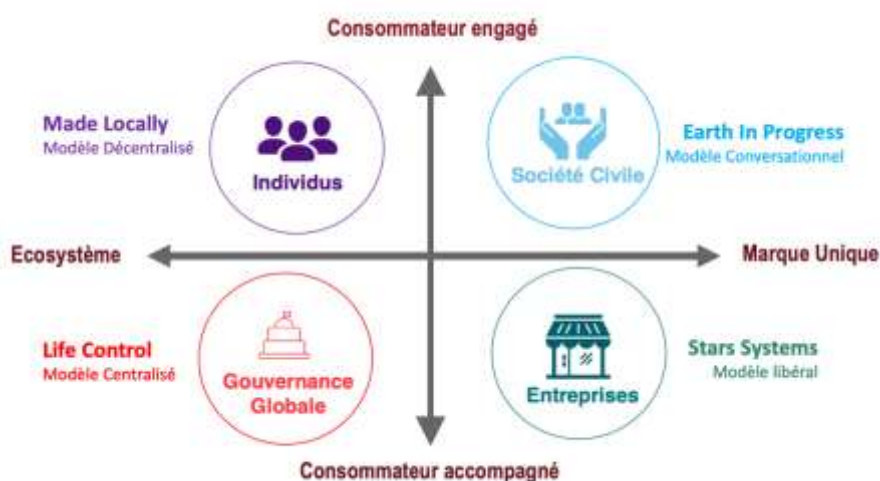 Consommateur engagé
Made Locally
Modèle Décentralisé
Individus
Société Civile
Earth In Progress
Modèle Conversationnel
Ecosystème
Marque Unique
Life Control
Modèle Centralisé
Gouvernance
Globale
Entreprises
Stars Systems
Modèle libéral
Consommateur accompagné